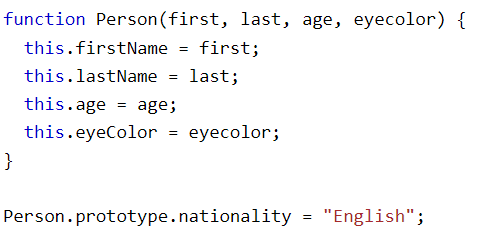 function Person(first, last, age, eyecolor) {
  this.firstName = first;
  this.lastName = last;
  this.age = age;
  this.eyeColor = eyecolor;
}

Person.prototype.nationality = "English";